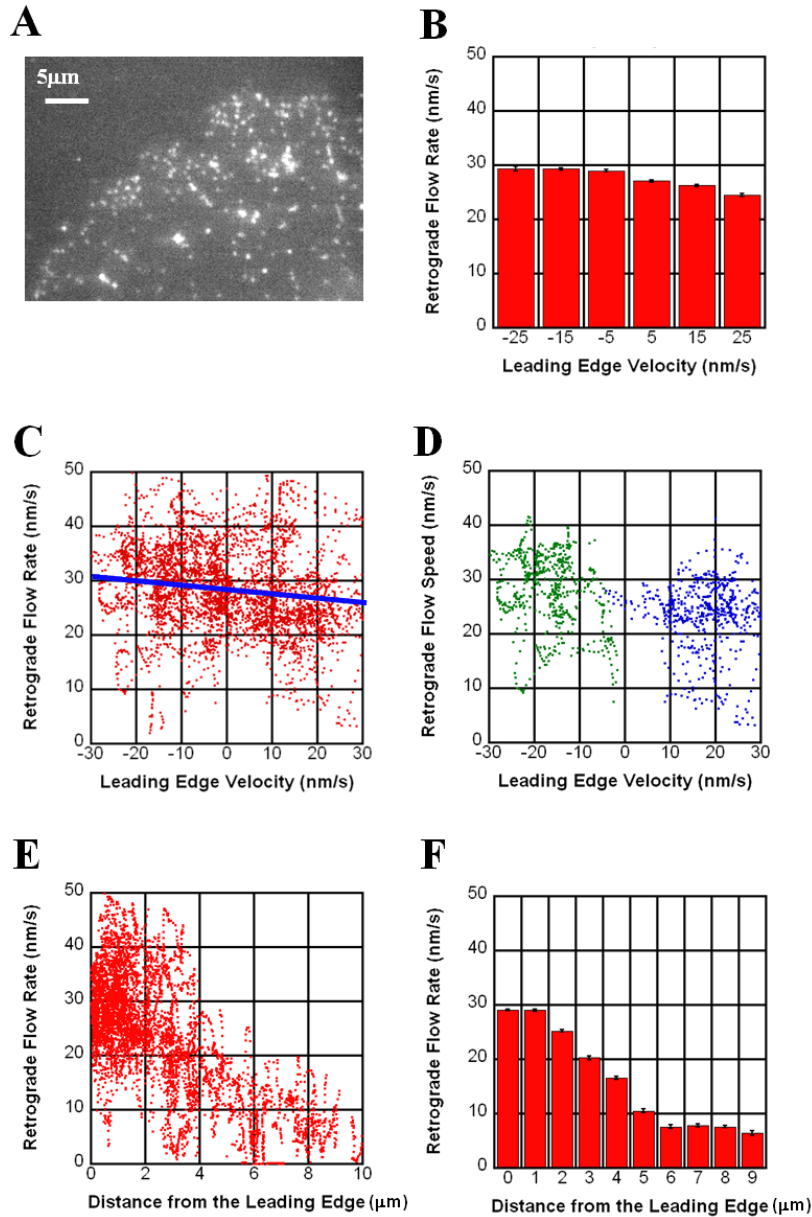 A
5μm
B
Retrograde Flow Rate (nm/s)
50
40
30
20
10
0
-25 -15 -5 5 15 25
Leading Edge Velocity (nm/s)
C
Retrograde Flow Rate (nm/s)
50
40
30
20
10
0
-30 -20 -10 0 10 20 30
Leading Edge Velocity (nm/s)
D
Retrograde Flow Speed (nm/s)
50
40
30
20
10
0
-30 -20 -10 0 10 20 30
Leading Edge Velocity (nm/s)
E
Retrograde Flow Rate (nm/s)
50
40
30
20
10
0
0 2 4 6 8 10
Distance from the Leading Edge (μm)
F
Retrograde Flow Rate (nm/s)
50
40
30
20
10
0
0 1 2 3 4 5 6 7 8 9
Distance from the Leading Edge (μm)